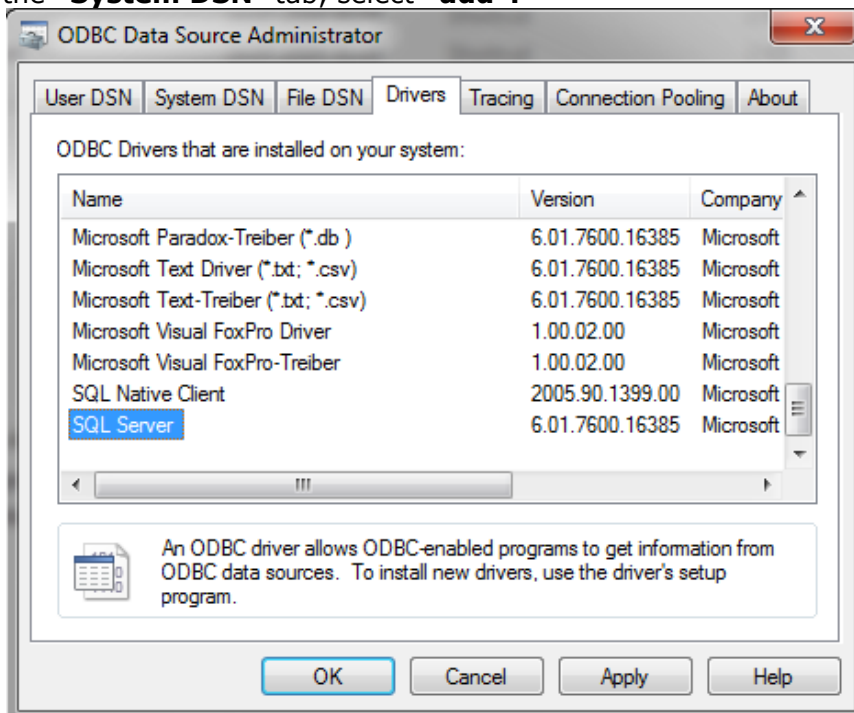 the "System DSN" tab, select "add".
ODBC Data Source Administrator
User DSN System DSN File DSN Drivers Tracing Connection Pooling About
ODBC Drivers that are installed on your system:
Name Version Company
Microsoft Paradox-Treiber (*.db ) 6.01.7600.16385 Microsoft
Microsoft Text Driver (*.txt; *.csv) 6.01.7600.16385 Microsoft
Microsoft Text-Treiber (*.txt; *.csv) 6.01.7600.16385 Microsoft
Microsoft Visual FoxPro Driver 1.00.02.00 Microsoft
Microsoft Visual FoxPro-Treiber 1.00.02.00 Microsoft
SQL Native Client 2005.90.1399.00 Microsoft
SQL Server 6.01.7600.16385 Microsoft
An ODBC driver allows ODBC-enabled programs to get information from
ODBC data sources. To install new drivers, use the driver's setup
program.
OK Cancel Apply Help